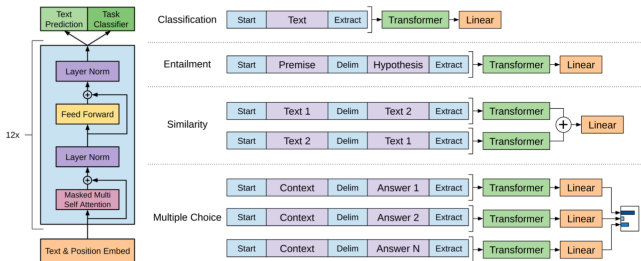 Text Prediction
Task Classifier
Layer Norm
Feed Forward
12x
Layer Norm
Masked Multi Self Attention
Text & Position Embed
Classification
Start Text Extract Transformer Linear
Entailment
Start Premise Delim Hypothesis Extract Transformer Linear
Similarity
Start Text 1 Delim Text 2 Extract Transformer
Start Text 2 Delim Text 1 Extract Transformer
Linear
Multiple Choice
Start Context Delim Answer 1 Extract Transformer Linear
Start Context Delim Answer 2 Extract Transformer Linear
Start Context Delim Answer N Extract Transformer Linear